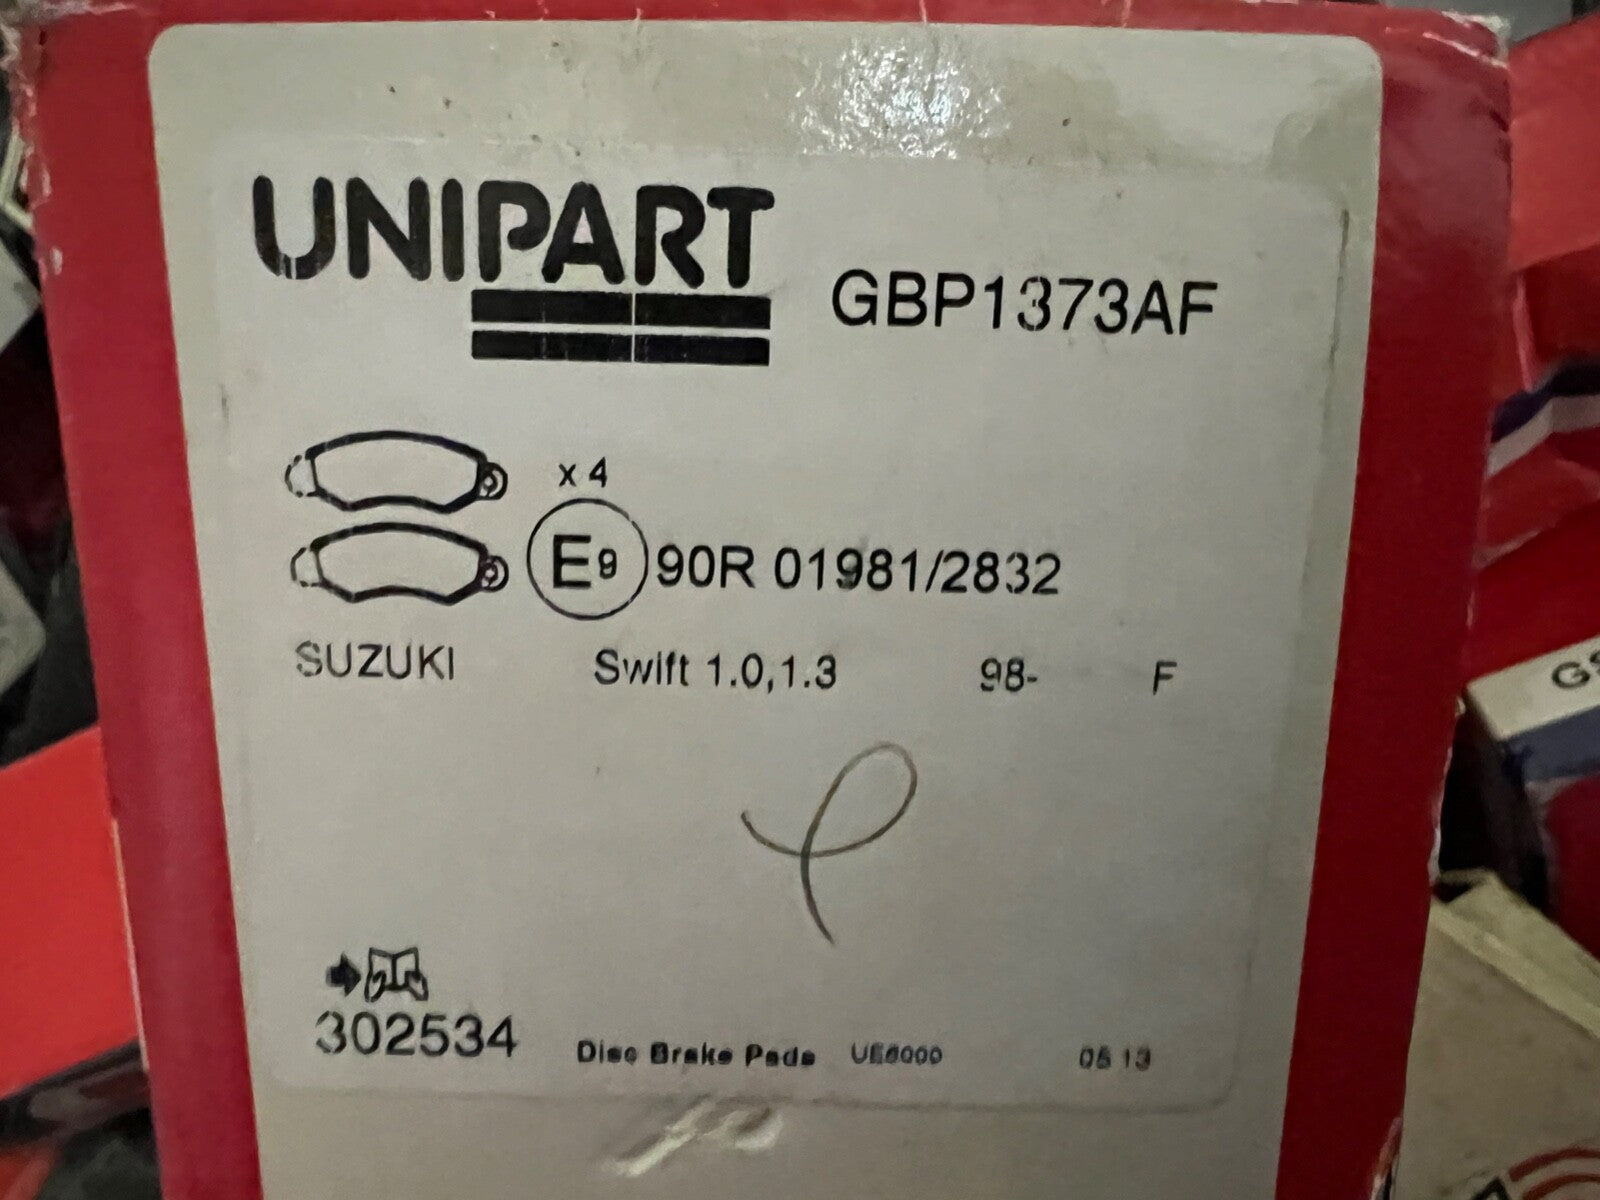 UNIPART
GBP1373AF
x 4
E9 90R 01981/2832
SUZUKI Swift 1.0,1.3 98- F
302534
Disc Brake Pads 05 13